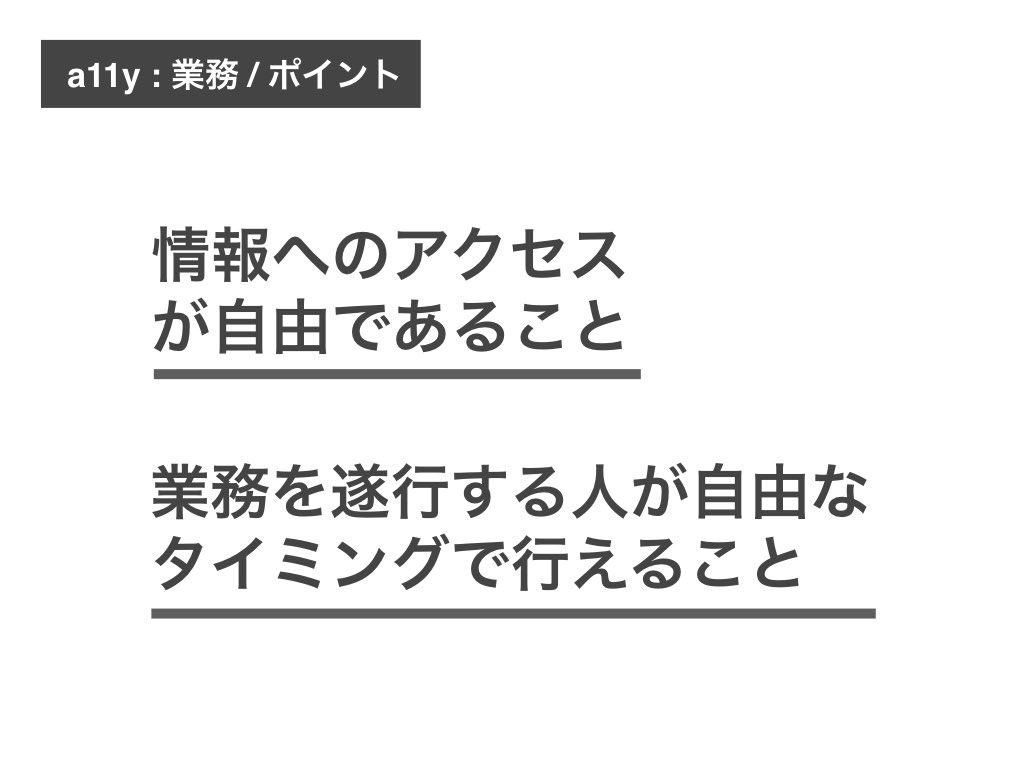 a11y : 業務 / ポイント
情報へのアクセス
が自由であること
業務を遂行する人が自由な
タイミングで行えること